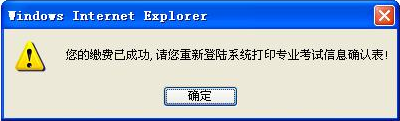 Windows Internet Explorer
您的缴费已成功,请您重新登陆系统打印专业考试信息确认表!
确定